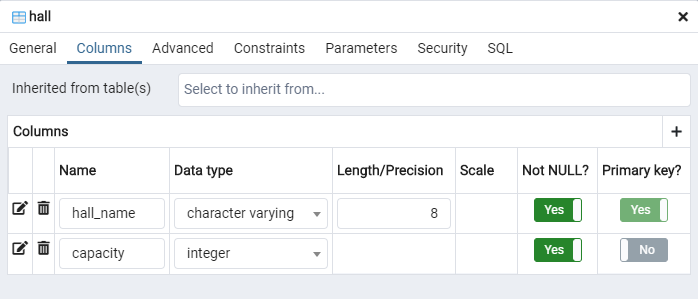 hall
General Columns Advanced Constraints Parameters Security SQL
Inherited from table(s) Select to inherit from...
Columns
Name Data type Length/Precision Scale Not NULL? Primary key?
hall_name character varying 8 Yes Yes
capacity integer Yes No